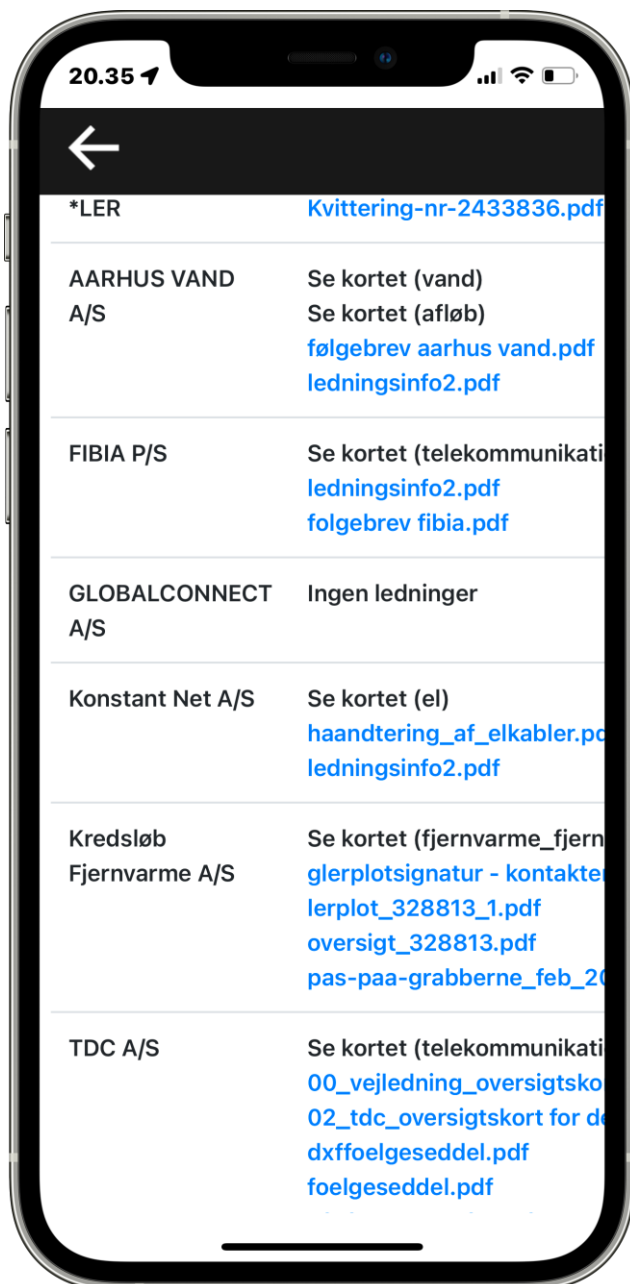 20.35
*LER
Kvittering-nr-2433836.pdf
AARHUS VAND
A/S
Se kortet (vand)
Se kortet (afløb)
følgebrev aarhus vand.pdf
ledningsinfo2.pdf
FIBIA P/S
Se kortet (telekommunikati
ledningsinfo2.pdf
folgebrev fibia.pdf
GLOBALCONNECT
A/S
Ingen ledninger
Konstant Net A/S
Se kortet (el)
haandtering_af_elkabler.pd
ledningsinfo2.pdf
Kredsløb
Fjernvarme A/S
Se kortet (fjernvarme_fjern
glerplotsignatur - kontakter
lerplot_328813_1.pdf
oversigt_328813.pdf
pas-paa-grabberne_feb_20
TDC A/S
Se kortet (telekommunikati
00_vejledning_oversigtsko
02_tdc_oversigtskort for de
dxffoelgeseddel.pdf
foelgeseddel.pdf